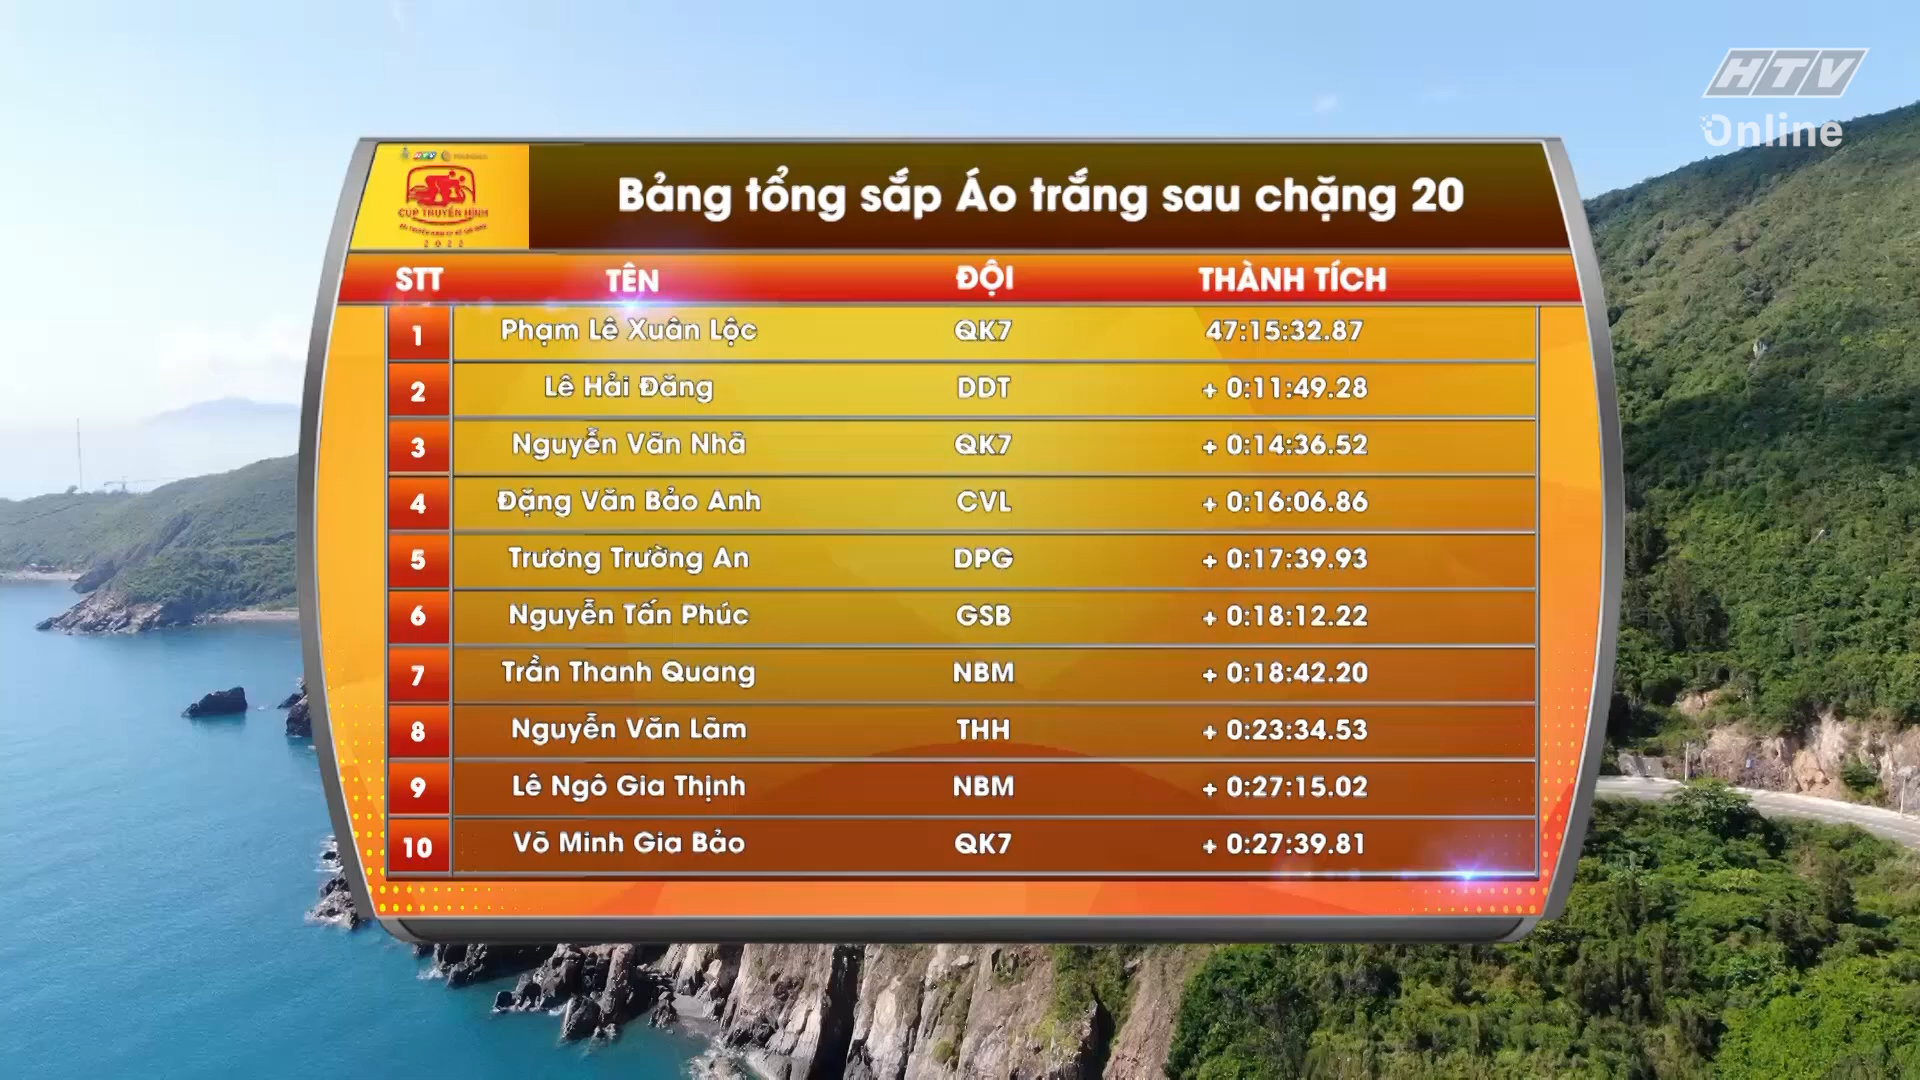 HTV
Online
HTV
CÚP TRUYỀN HÌNH
2022
Bảng tổng sắp Áo trắng sau chặng 20
STT TÊN ĐỘI THÀNH TÍCH
1 Phạm Lê Xuân Lộc QK7 47:15:32.87
2 Lê Hải Đăng DDT + 0:11:49.28
3 Nguyễn Văn Nhã QK7 + 0:14:36.52
4 Đặng Văn Bảo Anh CVL + 0:16:06.86
5 Trương Trường An DPG + 0:17:39.93
6 Nguyễn Tấn Phúc GSB + 0:18:12.22
7 Trần Thanh Quang NBM + 0:18:42.20
8 Nguyễn Văn Lãm THH + 0:23:34.53
9 Lê Ngô Gia Thịnh NBM + 0:27:15.02
10 Võ Minh Gia Bảo QK7 + 0:27:39.81